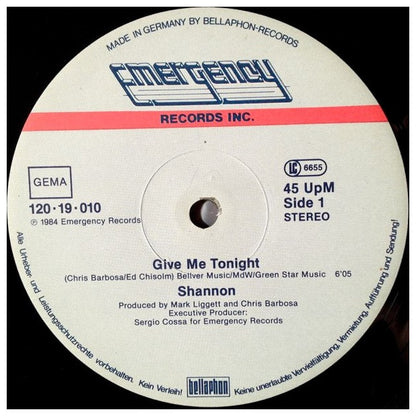 MADE IN GERMANY BY BELLAPHON-RECORDS
Emergency
RECORDS INC.
GEMA
LC 6655
120·19·010
℗ 1984 Emergency Records
45 UpM
Side 1
STEREO
Give Me Tonight
(Chris Barbosa/Ed Chisolm) Bellver Music/MdW/Green Star Music 6'05
Shannon
Produced by Mark Liggett and Chris Barbosa
Executive Producer:
Sergio Cossa for Emergency Records
Alle Urheber- und Leistungsschutzrechte vorbehalten. Kein Verleih! Keine unerlaubte Vervielfältigung, Vermietung, Aufführung und Sendung!
bellaphon